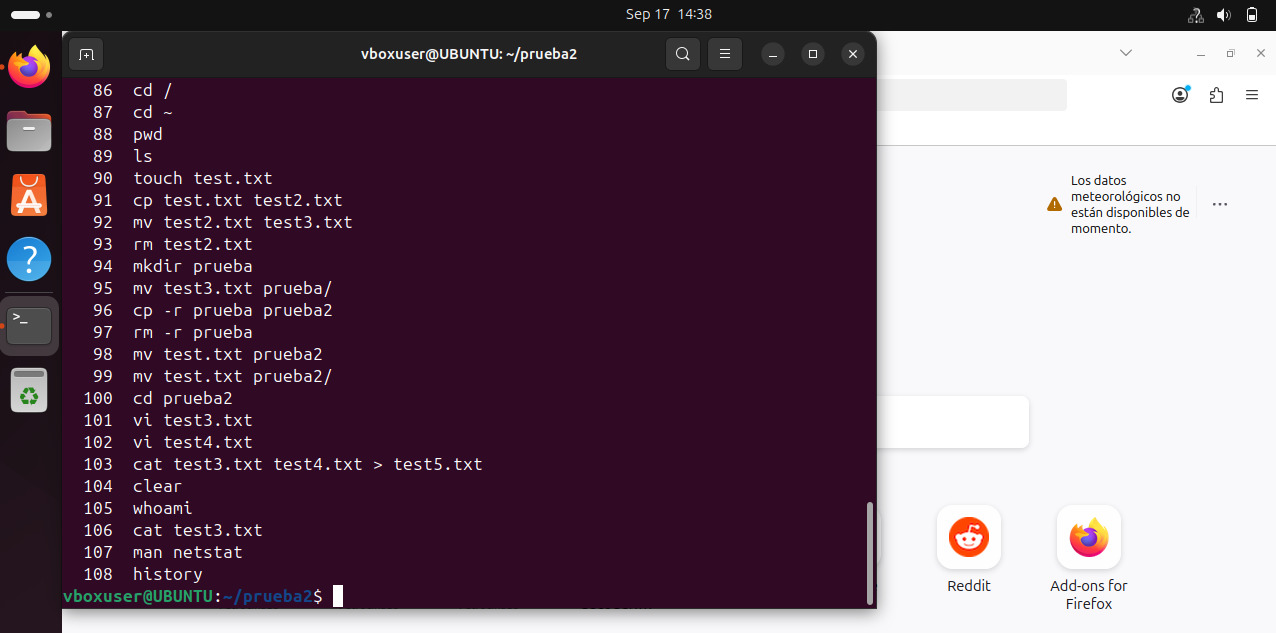 Sep 17 14:38
vboxuser@UBUNTU: ~/prueba2
86 cd /
87 cd ~
88 pwd
89 ls
90 touch test.txt
91 cp test.txt test2.txt
92 mv test2.txt test3.txt
93 rm test2.txt
94 mkdir prueba
95 mv test3.txt prueba/
96 cp -r prueba prueba2
97 rm -r prueba
98 mv test.txt prueba2
99 mv test.txt prueba2/
100 cd prueba2
101 vi test3.txt
102 vi test4.txt
103 cat test3.txt test4.txt > test5.txt
104 clear
105 whoami
106 cat test3.txt
107 man netstat
108 history
vboxuser@UBUNTU:~/prueba2$
Los datos
meteorológicos no
están disponibles de
momento.
Reddit
Add-ons for
Firefox